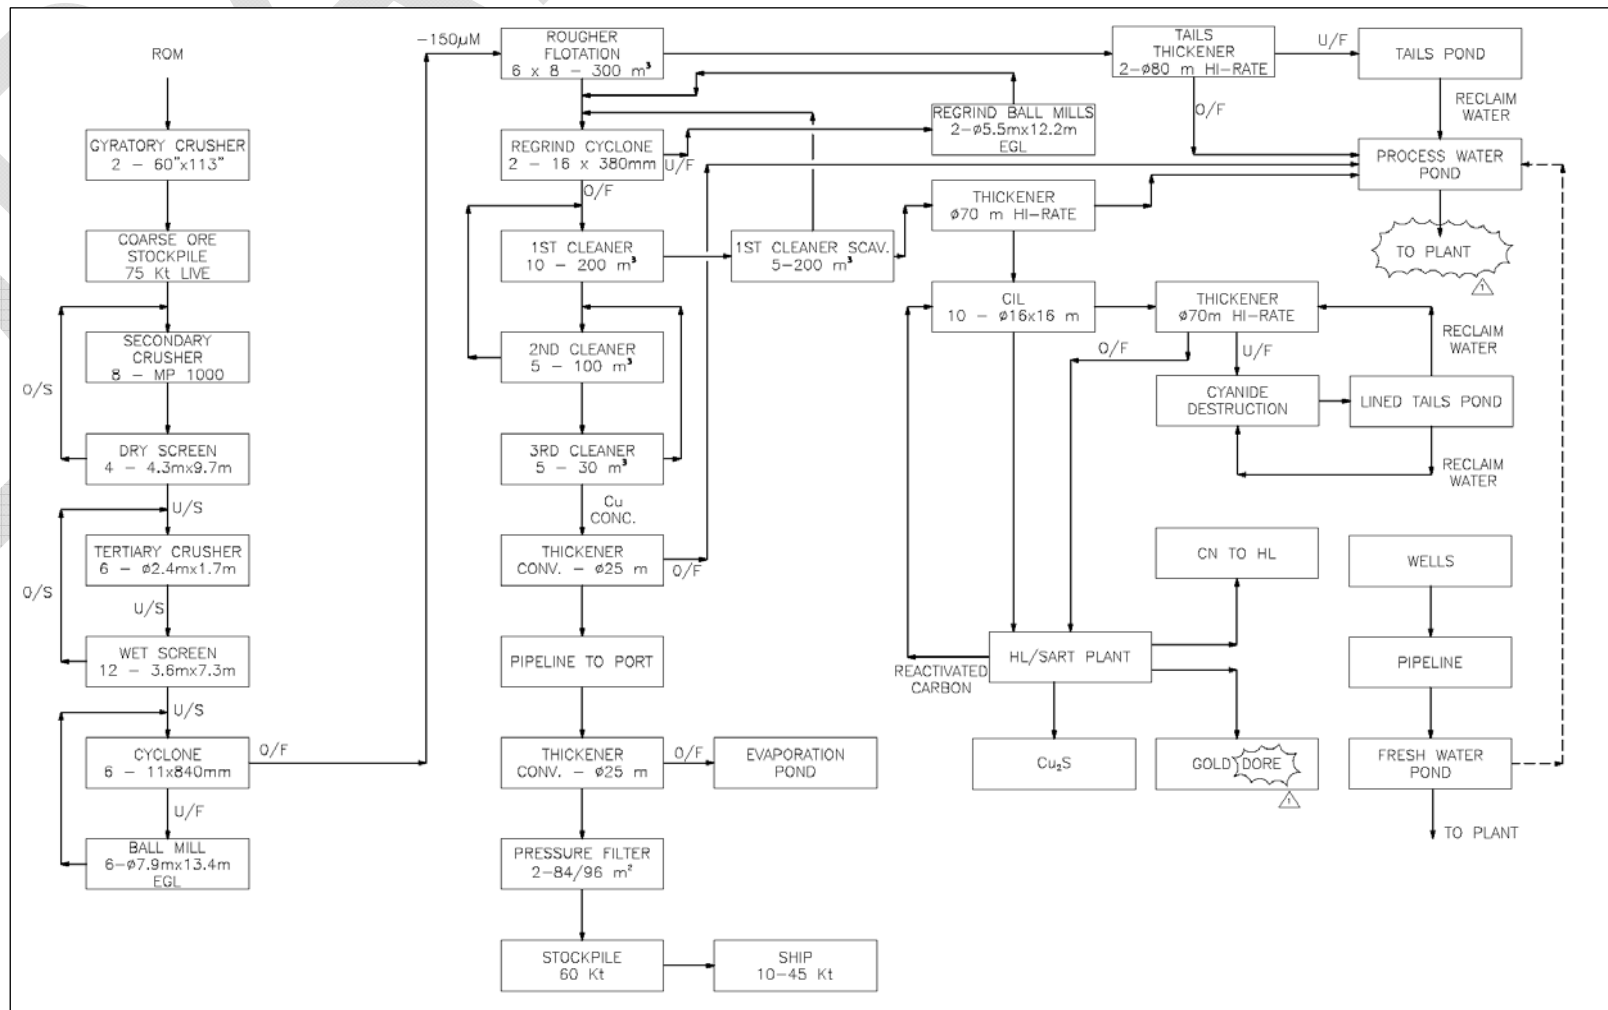 ROM
GYRATORY CRUSHER
2 - 60"x113"
COARSE ORE
STOCKPILE
75 Kt LIVE
SECONDARY
CRUSHER
8 - MP 1000
O/S
DRY SCREEN
4 - 4.3mx9.7m
U/S
TERTIARY CRUSHER
6 - ø2.4mx1.7m
O/S
U/S
WET SCREEN
12 - 3.6mx7.3m
U/S
CYCLONE
6 - 11x840mm
O/F
U/F
BALL MILL
6-ø7.9mx13.4m
EGL
-150µM
ROUGHER
FLOTATION
6 x 8 - 300 m³
REGRIND CYCLONE
2 - 16 x 380mm
U/F
O/F
REGRIND BALL MILLS
2-ø5.5mx12.2m
EGL
1ST CLEANER
10 - 200 m³
1ST CLEANER SCAV.
5-200 m³
2ND CLEANER
5 - 100 m³
3RD CLEANER
5 - 30 m³
Cu
CONC.
THICKENER
CONV. - ø25 m
O/F
PIPELINE TO PORT
THICKENER
CONV. - ø25 m
O/F
EVAPORATION
POND
PRESSURE FILTER
2-84/96 m²
STOCKPILE
60 Kt
SHIP
10-45 Kt
TAILS
THICKENER
2-ø80 m HI-RATE
U/F
O/F
TAILS POND
RECLAIM
WATER
PROCESS WATER
POND
TO PLANT
1
THICKENER
ø70 m HI-RATE
CIL
10 - ø16x16 m
THICKENER
ø70m HI-RATE
O/F
U/F
RECLAIM
WATER
CYANIDE
DESTRUCTION
LINED TAILS POND
RECLAIM
WATER
CN TO HL
HL/SART PLANT
REACTIVATED
CARBON
Cu₂S
GOLD DORE
1
WELLS
PIPELINE
FRESH WATER
POND
TO PLANT